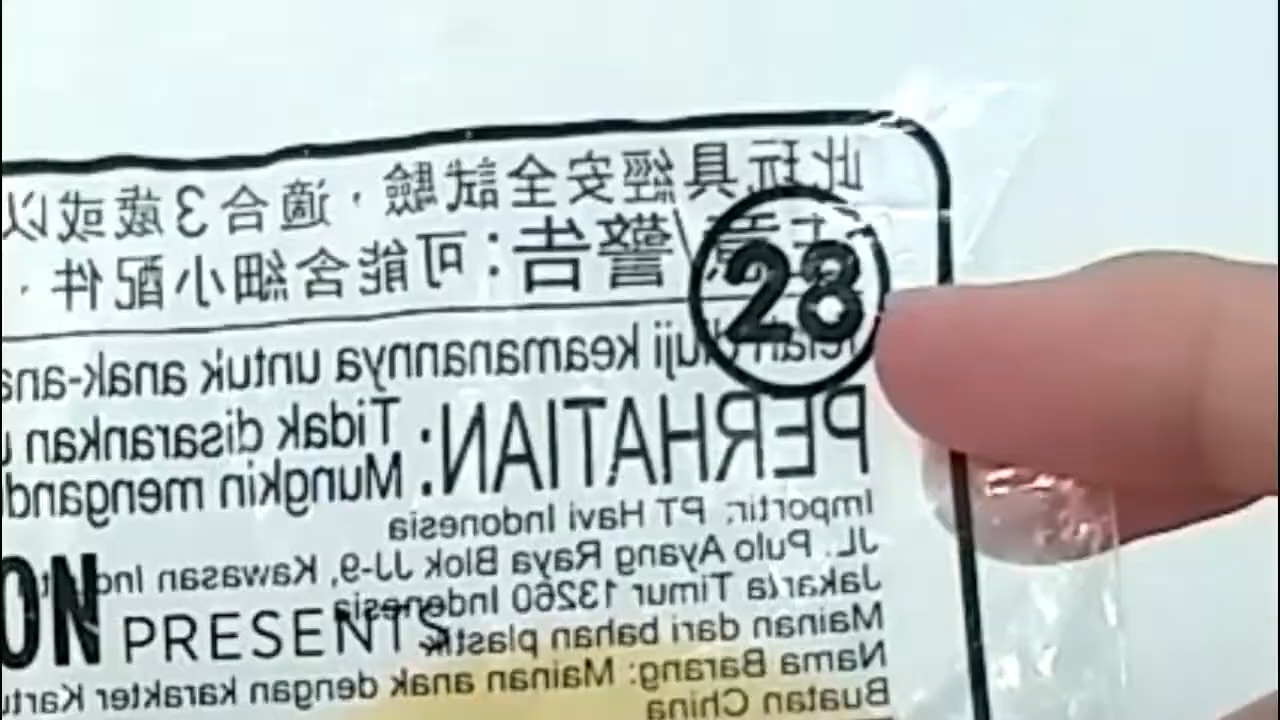 此玩具經安全試驗，適合3歲或以
注意/警告：可能含細小配件，
28
Telah diuji keamanannya untuk anak-ana
PERHATIAN: Tidak disarankan
Mungkin mengand
Importir: PT Havi Indonesia
JL. Pulo Ayang Raya Blok JJ-9, Kawasan
Jakarta Timur 13260 Indonesia
ON PRESENTS
Mainan dari bahan plastik
Nama Barang: Mainan anak dengan karakter Kartu
Buatan China